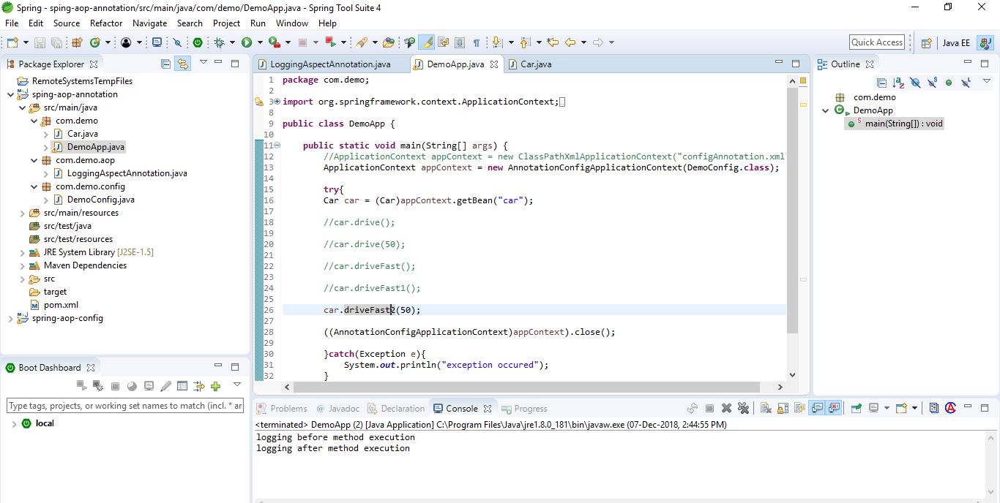 Spring - sping-aop-annotation/src/main/java/com/demo/DemoApp.java - Spring Tool Suite 4
File Edit Source Refactor Navigate Search Project Run Window Help
Quick Access
Java EE
Package Explorer
RemoteSystemsTempFiles
sping-aop-annotation
src/main/java
com.demo
Car.java
DemoApp.java
com.demo.aop
LoggingAspectAnnotation.java
com.demo.config
DemoConfig.java
src/main/resources
src/test/java
src/test/resources
JRE System Library [J2SE-1.5]
Maven Dependencies
src
target
pom.xml
spring-aop-config
Boot Dashboard
Type tags, projects, or working set names to match (incl. * ar
local
LoggingAspectAnnotation.java DemoApp.java Car.java
1 package com.demo;
2
3 import org.springframework.context.ApplicationContext;
8
9 public class DemoApp {
10
11 public static void main(String[] args) {
12 //ApplicationContext appContext = new ClassPathXmlApplicationContext("configAnnotation.xml"
13 ApplicationContext appContext = new AnnotationConfigApplicationContext(DemoConfig.class);
14
15 try{
16 Car car = (Car)appContext.getBean("car");
17
18 //car.drive();
19
20 //car.drive(50);
21
22 //car.driveFast();
23
24 //car.driveFast1();
25
26 car.driveFast2(50);
27
28 ((AnnotationConfigApplicationContext)appContext).close();
29
30 }catch(Exception e){
31 System.out.println("exception occured");
32 }
Outline
com.demo
DemoApp
main(String[]) : void
Problems @ Javadoc Declaration Console Progress
<terminated> DemoApp (2) [Java Application] C:\Program Files\Java\jre1.8.0_181\bin\javaw.exe (07-Dec-2018, 2:44:55 PM)
logging before method execution
logging after method execution